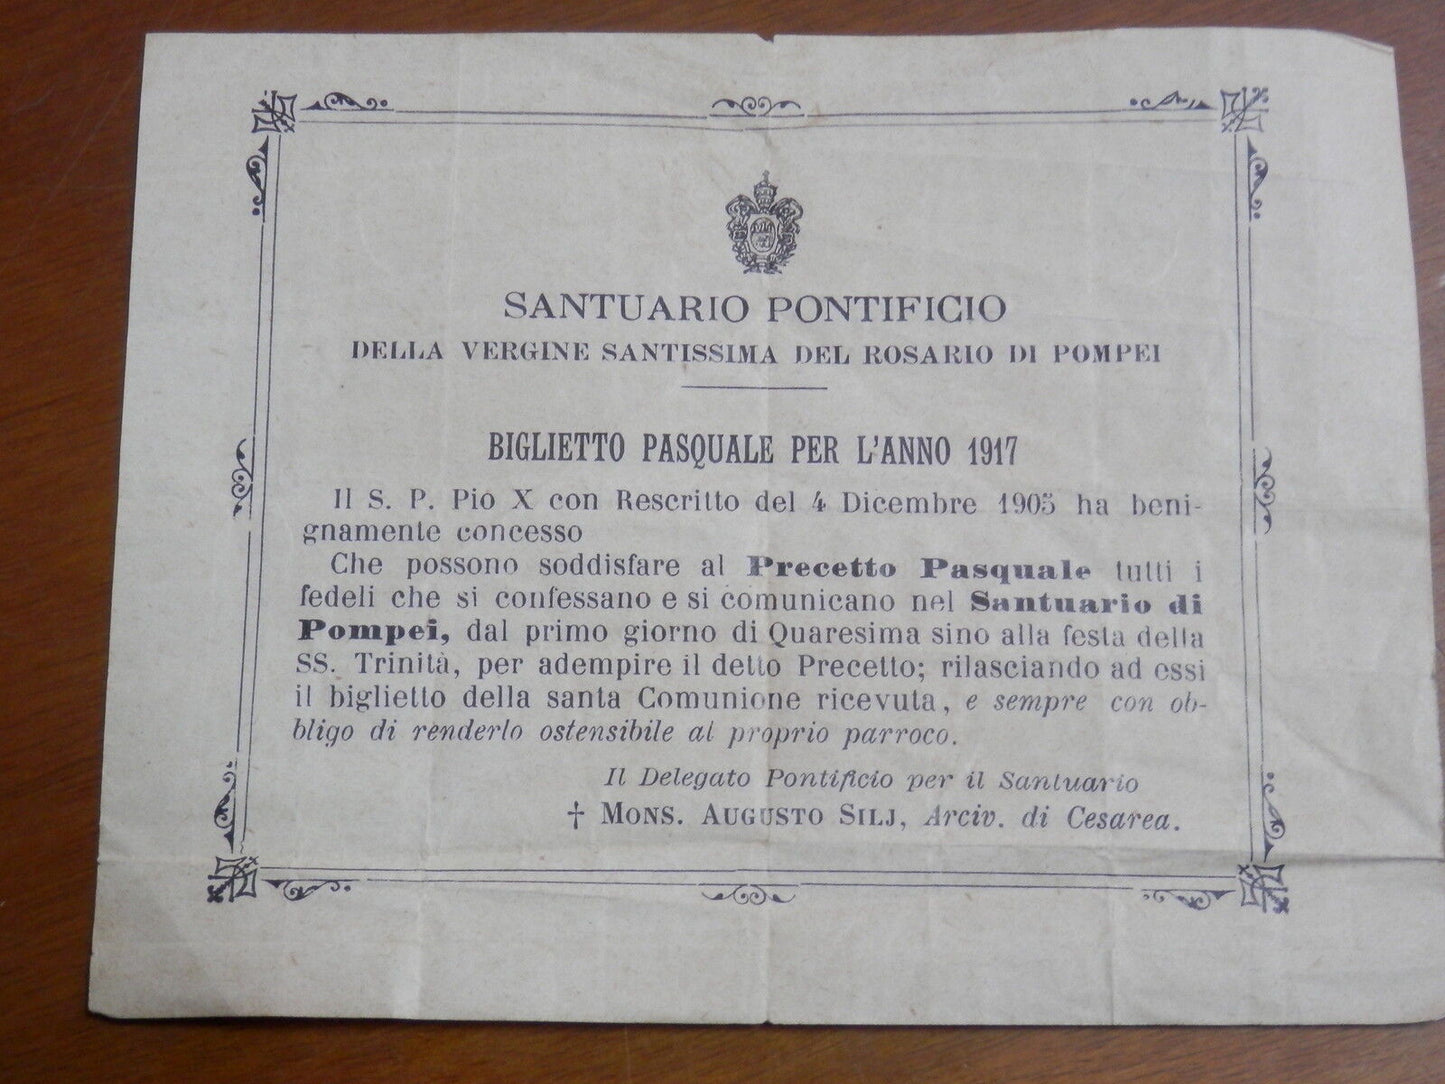 SANTUARIO PONTIFICIO
DELLA VERGINE SANTISSIMA DEL ROSARIO DI POMPEI
BIGLIETTO PASQUALE PER L'ANNO 1917
Il S. P. Pio X con Rescritto del 4 Dicembre 1905 ha beni-
gnamente concesso
Che possono soddisfare al Precetto Pasquale tutti i
fedeli che si confessano e si comunicano nel Santuario di
Pompei, dal primo giorno di Quaresima sino alla festa della
SS. Trinità, per adempire il detto Precetto; rilasciando ad essi
il biglietto della santa Comunione ricevuta, e sempre con ob-
bligo di renderlo ostensibile al proprio parroco.
Il Delegato Pontificio per il Santuario
† MONS. AUGUSTO SILJ, Arciv. di Cesarea.